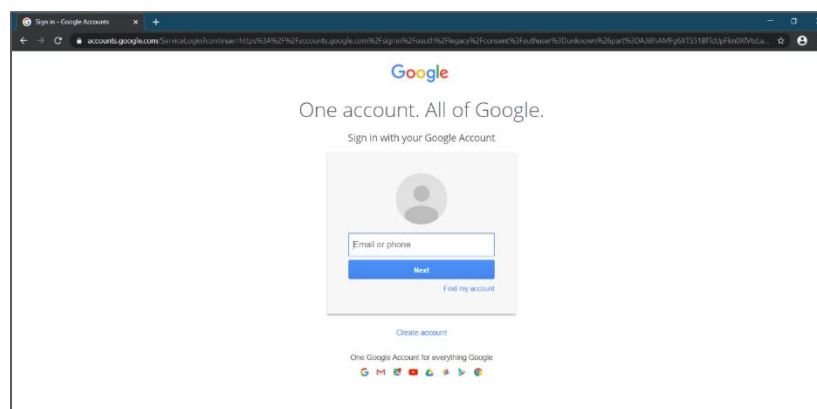 Sign in - Google Accounts
accounts.google.com/ServiceLogin?continue=https%3A%2F%2Faccounts.google.com%2Fsignin%2Foauth%2Flegacy%2Fconsent%3Fauthuser%3Dunknown%26part%3D
Google
One account. All of Google.
Sign in with your Google Account
Email or phone
Next
Find my account
Create account
One Google Account for everything Google